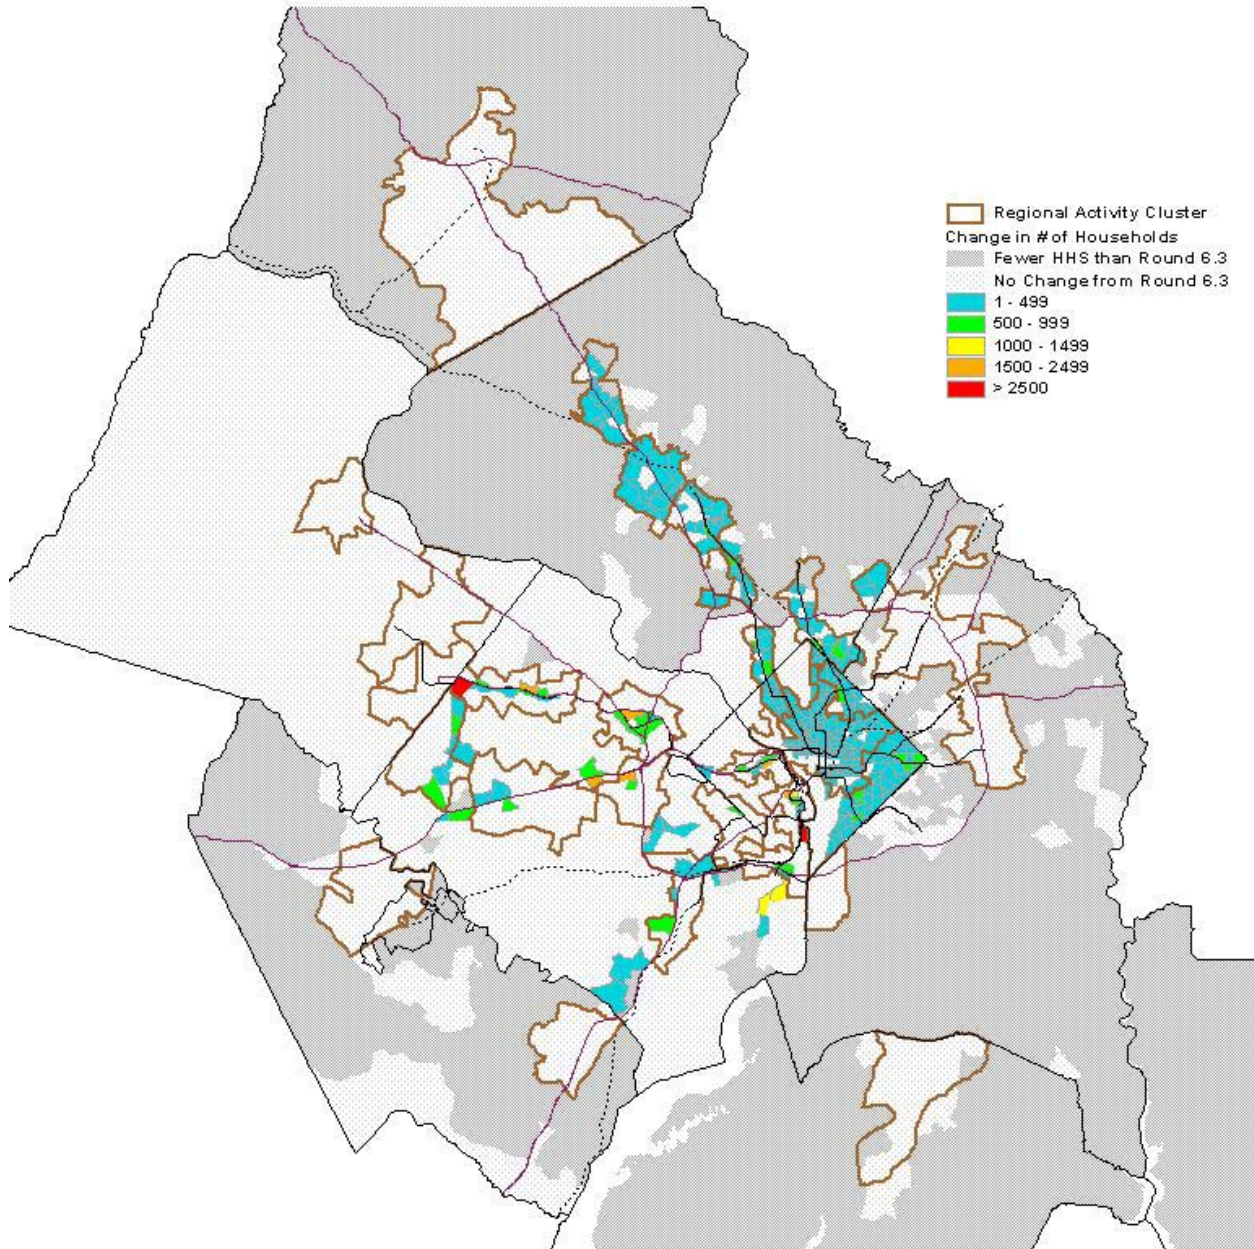 Regional Activity Cluster
Change in # of Households
Fewer HHS than Round 6.3
No Change from Round 6.3
1 - 499
500 - 999
1000 - 1499
1500 - 2499
> 2500